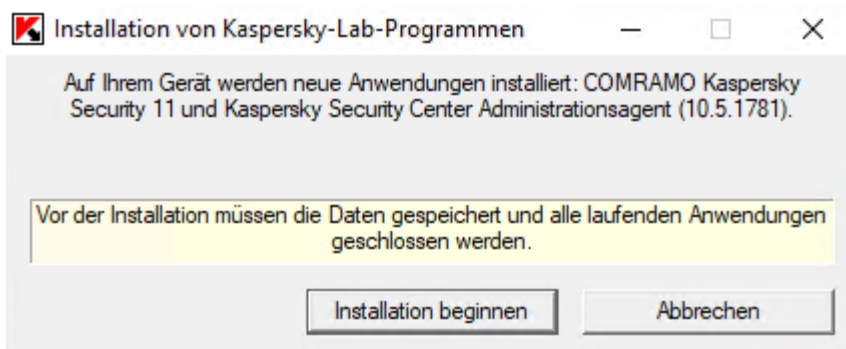 Installation von Kaspersky-Lab-Programmen
Auf Ihrem Gerät werden neue Anwendungen installiert: COMRAMO Kaspersky
Security 11 und Kaspersky Security Center Administrationsagent (10.5.1781).
Vor der Installation müssen die Daten gespeichert und alle laufenden Anwendungen
geschlossen werden.
Installation beginnen
Abbrechen